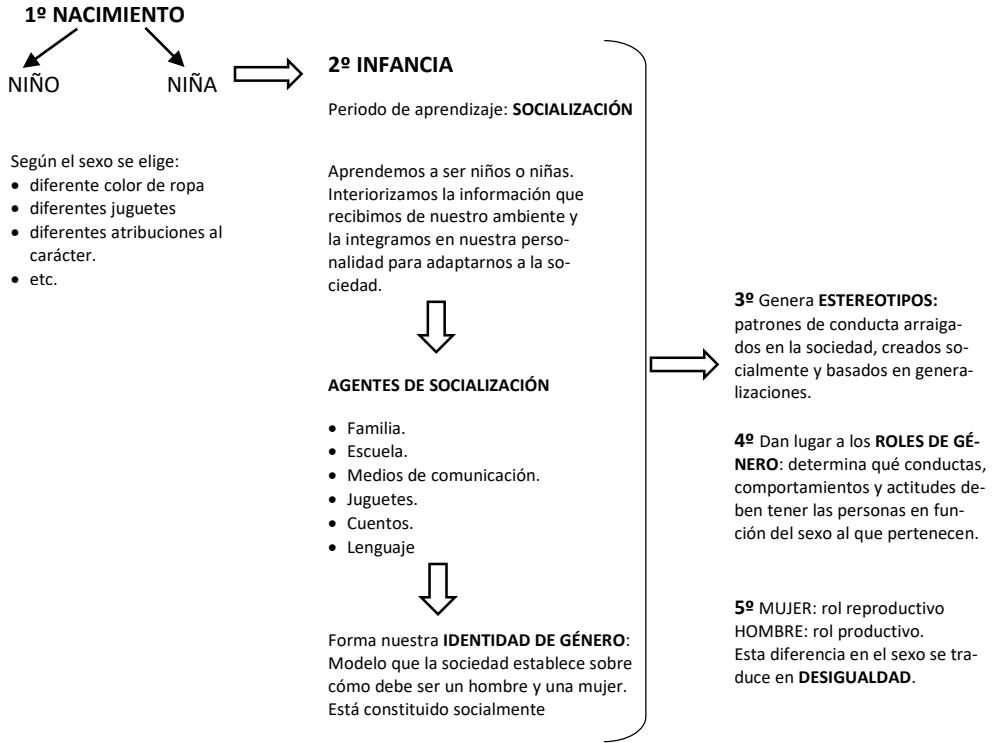 1º NACIMIENTO
NIÑO
NIÑA
Según el sexo se elige:
• diferente color de ropa
• diferentes juguetes
• diferentes atribuciones al
carácter.
• etc.
2º INFANCIA
Periodo de aprendizaje: SOCIALIZACIÓN
Aprendemos a ser niños o niñas.
Interiorizamos la información que
recibimos de nuestro ambiente y
la integramos en nuestra perso-
nalidad para adaptarnos a la so-
ciedad.
AGENTES DE SOCIALIZACIÓN
• Familia.
• Escuela.
• Medios de comunicación.
• Juguetes.
• Cuentos.
• Lenguaje
Forma nuestra IDENTIDAD DE GÉNERO:
Modelo que la sociedad establece sobre
cómo debe ser un hombre y una mujer.
Está constituido socialmente
3º Genera ESTEREOTIPOS:
patrones de conducta arraiga-
dos en la sociedad, creados so-
cialmente y basados en genera-
lizaciones.
4º Dan lugar a los ROLES DE GÉ-
NERO: determina qué conductas,
comportamientos y actitudes de-
ben tener las personas en fun-
ción del sexo al que pertenecen.
5º MUJER: rol reproductivo
HOMBRE: rol productivo.
Esta diferencia en el sexo se tra-
duce en DESIGUALDAD.